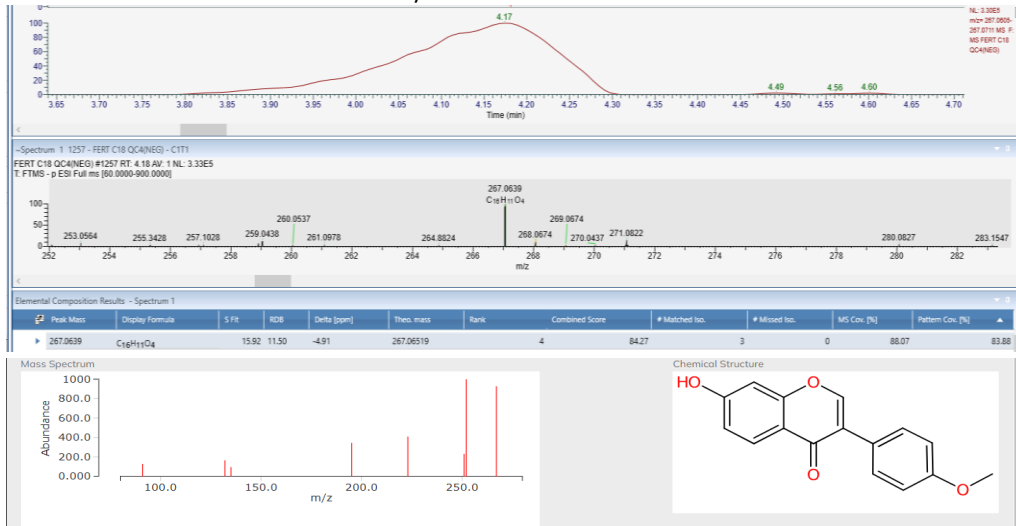 4.17
NL: 3.30E5
m/z= 267.0605-
267.0711 MS F:
MS FERT C18
QC4(NEG)
100
80
60
40
20
0
4.49 4.56 4.60
3.65 3.70 3.75 3.80 3.85 3.90 3.95 4.00 4.05 4.10 4.15 4.20 4.25 4.30 4.35 4.40 4.45 4.50 4.55 4.60 4.65 4.70
Time (min)
~Spectrum 1 1257 - FERT C18 QC4(NEG) - C1T1
FERT C18 QC4(NEG) #1257 RT: 4.18 AV: 1 NL: 3.33E5
T: FTMS - p ESI Full ms [60.0000-900.0000]
267.0639
C16H11O4
100
50
0
253.0564 255.3428 257.1028 259.0438 260.0537 261.0978 264.8824 268.0674 269.0674 270.0437 271.0822 280.0827 283.1547
252 254 256 258 260 262 264 266 268 270 272 274 276 278 280 282
m/z
Elemental Composition Results - Spectrum 1
Peak Mass Display Formula S Fit RDB Delta [ppm] Theo. mass Rank Combined Score # Matched Iso. # Missed Iso. MS Cov. [%] Pattern Cov. [%]
267.0639 C16H11O4 15.92 11.50 -4.91 267.06519 4 84.27 3 0 88.07 83.88
Mass Spectrum
1000
800.0
600.0
400.0
200.0
0.000
Abundance
100.0 150.0 200.0 250.0
m/z
Chemical Structure
HO
O
O
O